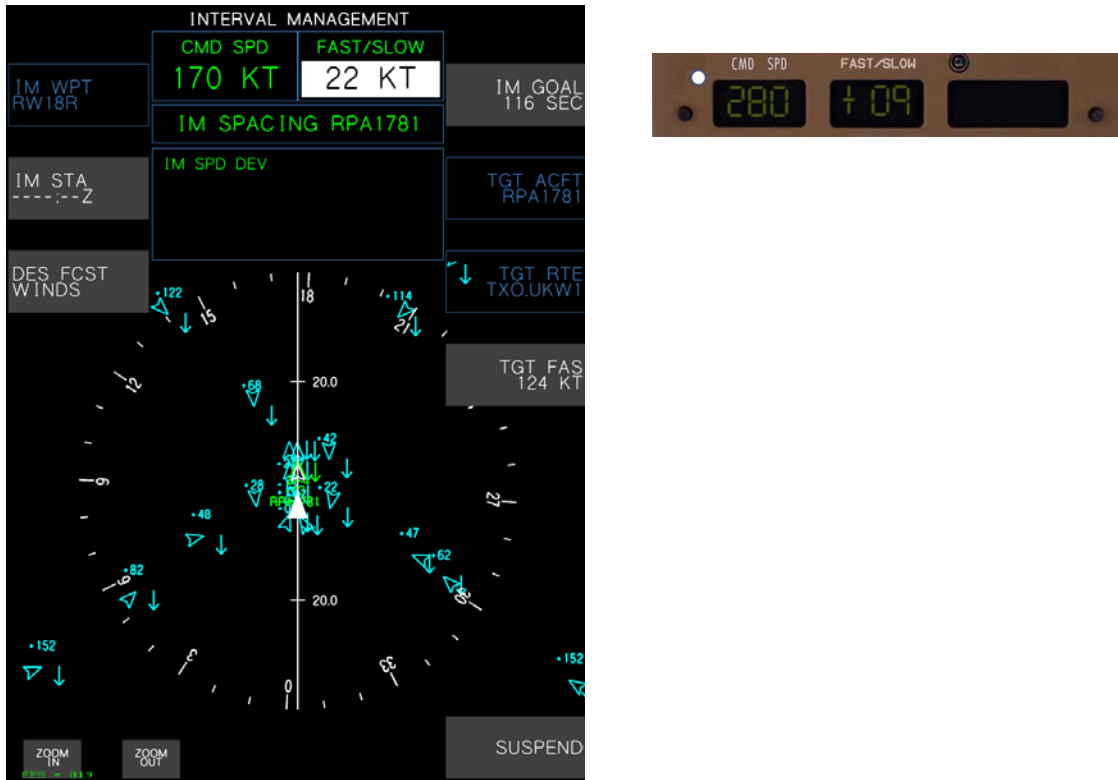 INTERVAL MANAGEMENT
CMD SPD
170 KT
FAST/SLOW
22 KT
IM WPT
RW18R
IM GOAL
116 SEC
IM SPACING RPA1781
IM SPD DEV
IM STA
----:--Z
TGT ACFT
RPA1781
DES FCST
WINDS
TGT RTE
TXO.UKW1
TGT FAS
124 KT
+122
+114
15
18
21
12
20.0
+68
+42
9
+28
+22
27
+48
+47
+62
+82
6
20.0
30
+152
3
33
+152
0
SUSPEND
ZOOM
IN
ZOOM
OUT
CMD SPD
FAST/SLOW
280
+09